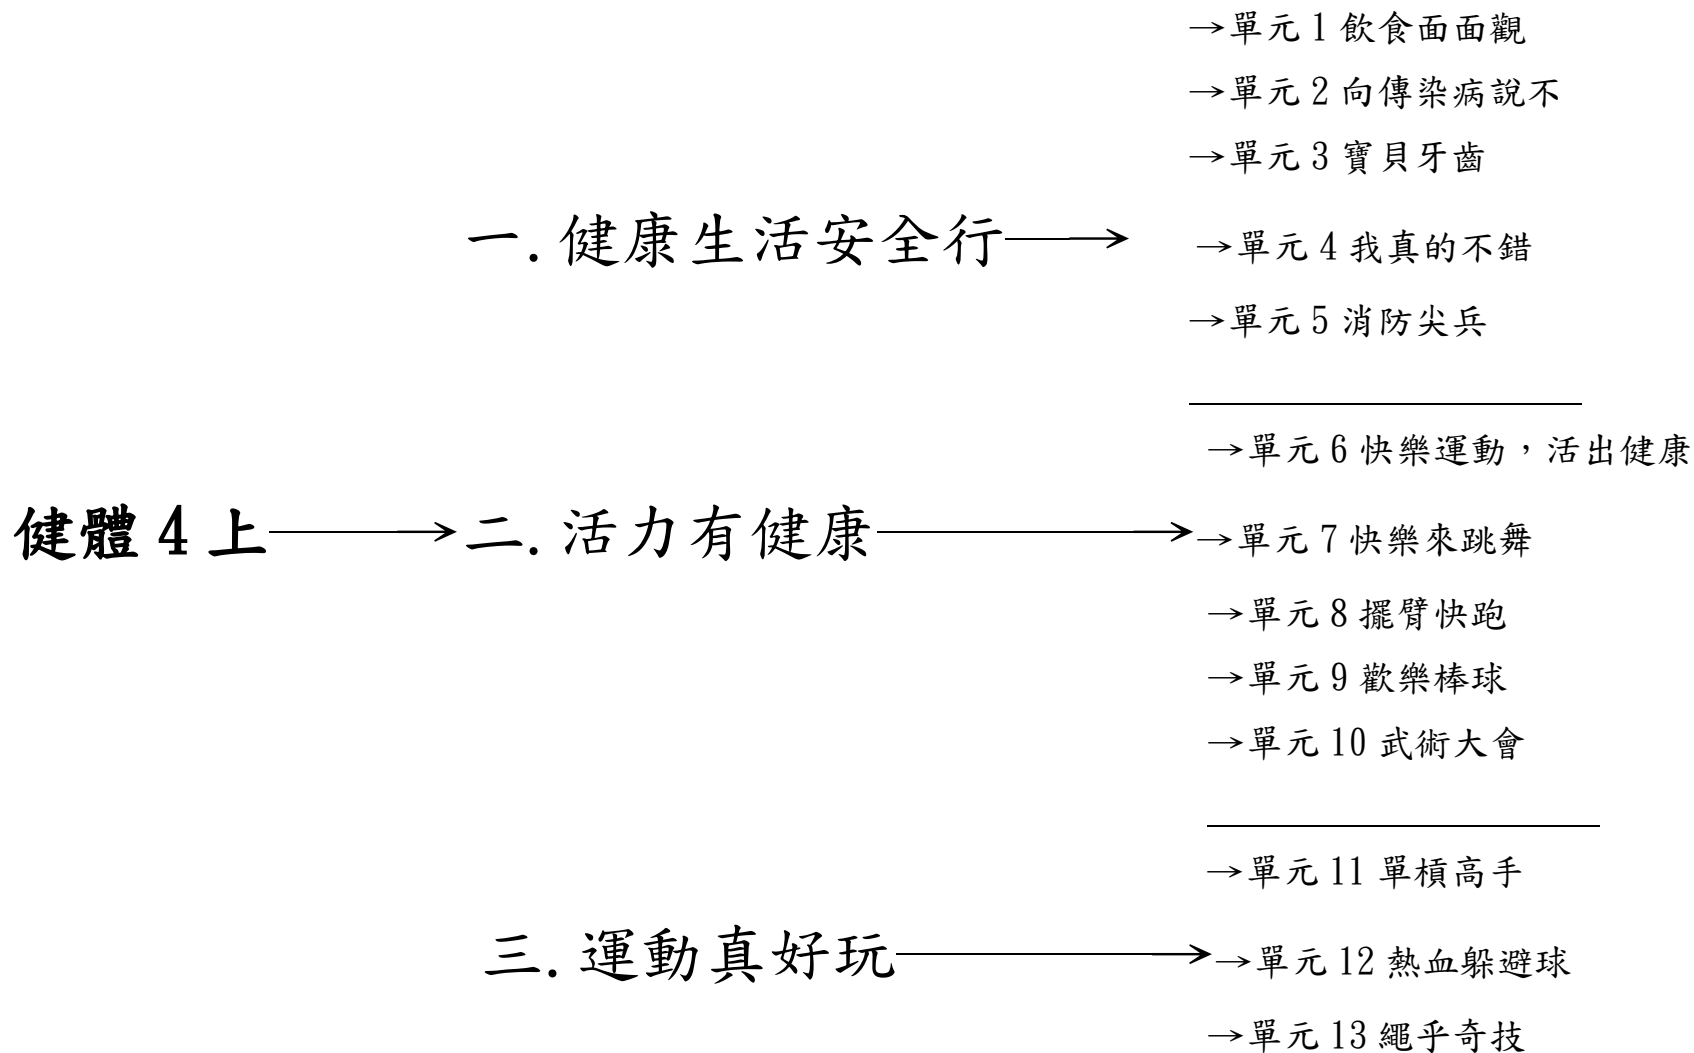 →單元 1 飲食面面觀
→單元 2 向傳染病說不
→單元 3 寶貝牙齒
一.健康生活安全行
→單元 4 我真的不錯
→單元 5 消防尖兵
→單元 6 快樂運動，活出健康
健體 4 上
二.活力有健康
→單元 7 快樂來跳舞
→單元 8 擺臂快跑
→單元 9 歡樂棒球
→單元 10 武術大會
→單元 11 單槓高手
三.運動真好玩
→單元 12 熱血躲避球
→單元 13 繩乎奇技